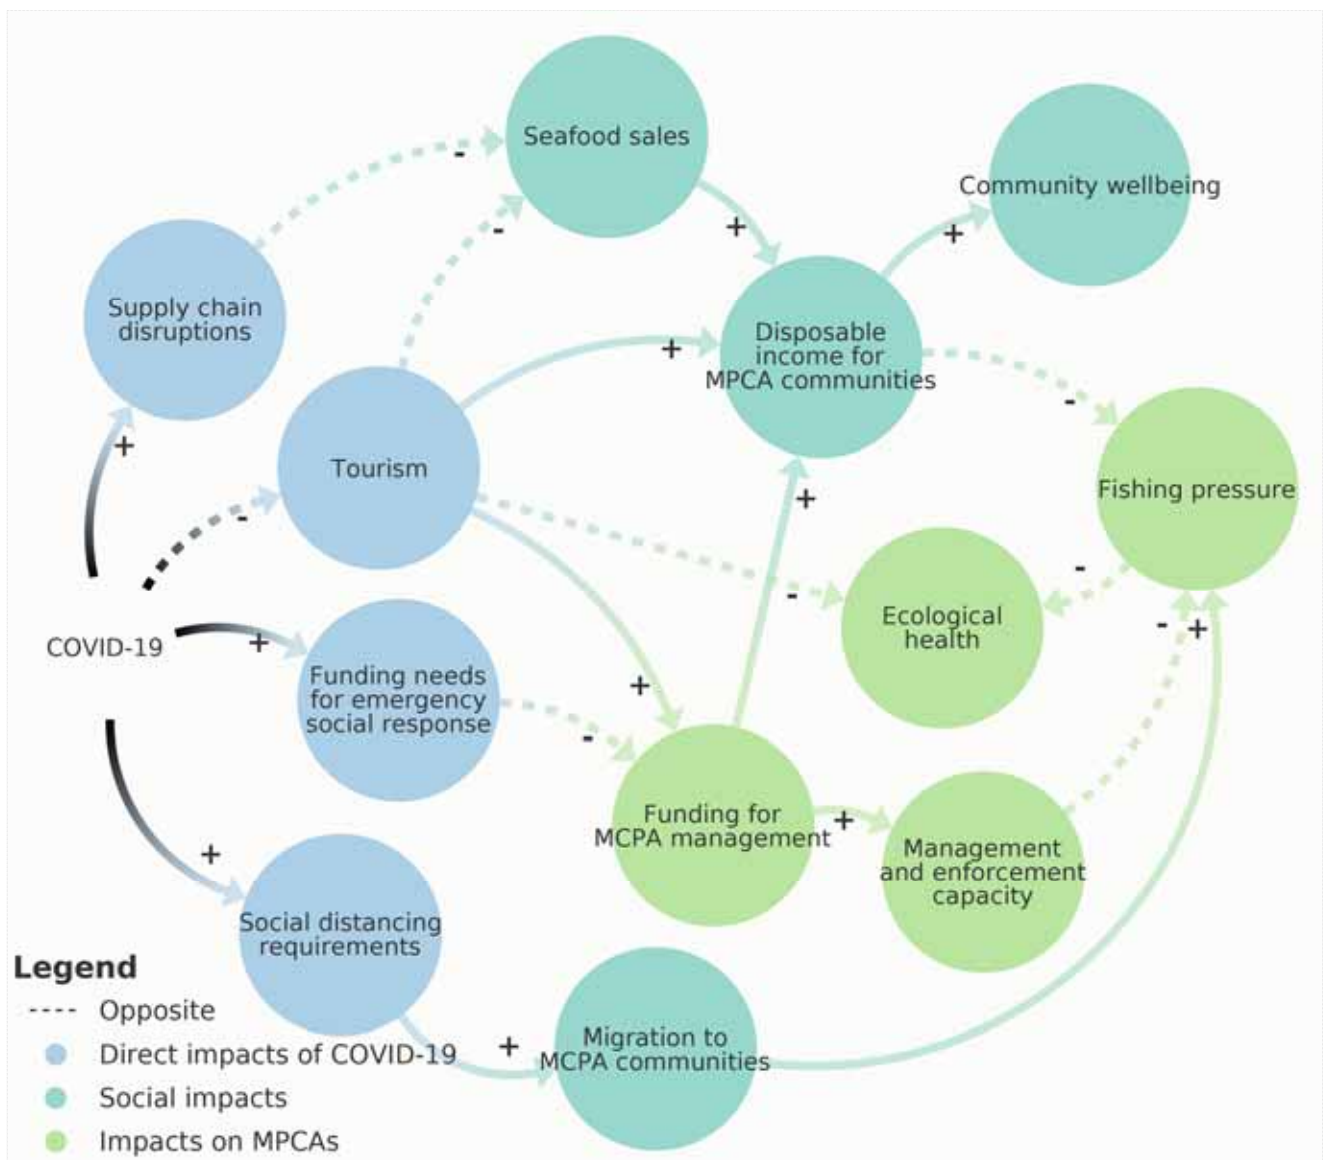 Seafood sales
-
Community wellbeing
-
+
+
Supply chain
disruptions
Disposable
income for
MPCA communities
+
-
+
Tourism
Fishing pressure
+
-
-
-
Ecological
health
-
+
COVID-19
+
Funding needs
for emergency
social response
+
-
Funding for
MCPA management
+
Management
and enforcement
capacity
+
Social distancing
requirements
Legend
Opposite
Direct impacts of COVID-19
Social impacts
Impacts on MPCAs
+
Migration to
MCPA communities